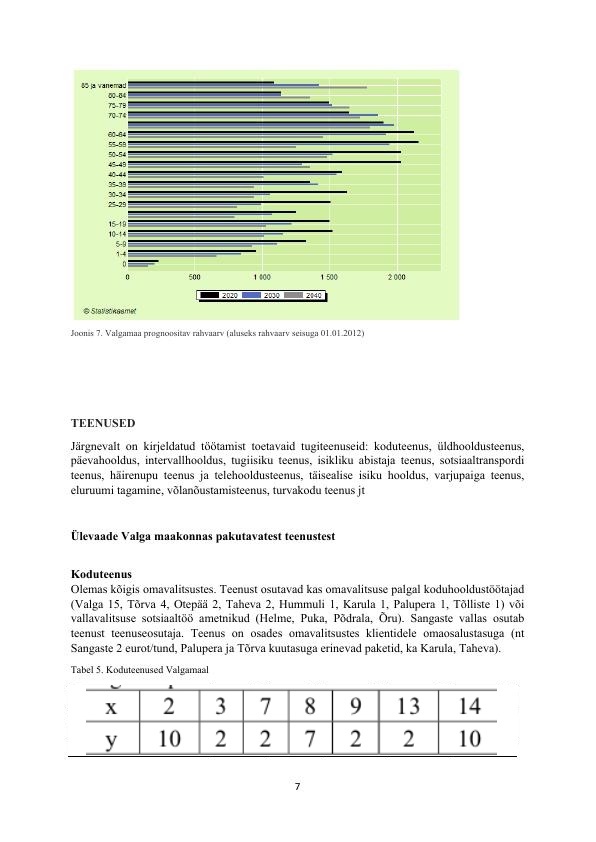 85 ja vanemad
80-84
75-79
70-74
60-64
55-59
50-54
45-49
40-44
35-39
30-34
25-29
15-19
10-14
5-9
1-4
0
0 500 1 000 1 500 2 000
2020 2030 2040
© Statistikaamet
Joonis 7. Valgamaa prognoositav rahvaarv (aluseks rahvaarv seisuga 01.01.2012)
TEENUSED
Järgnevalt on kirjeldatud töötamist toetavaid tugiteenuseid: koduteenus, üldhooldusteenus,
päevahooldus, intervallhooldus, tugiisiku teenus, isikliku abistaja teenus, sotsiaaltranspordi
teenus, häirenupu teenus ja telehooldusteenus, täisealise isiku hooldus, varjupaiga teenus,
eluruumi tagamine, võlanõustamisteenus, turvakodu teenus jt
Ülevaade Valga maakonnas pakutavatest teenustest
Koduteenus
Olemas kõigis omavalitsustes. Teenust osutavad kas omavalitsuse palgal koduhooldustöötajad
(Valga 15, Tõrva 4, Otepää 2, Taheva 2, Hummuli 1, Karula 1, Palupera 1, Tõlliste 1) või
vallavalitsuse sotsiaaltöö ametnikud (Helme, Puka, Põdrala, Õru). Sangaste vallas osutab
teenust teenuseosutaja. Teenus on osades omavalitsustes klientidele omaosalustasuga (nt
Sangaste 2 eurot/tund, Palupera ja Tõrva kuutasuga erinevad paketid, ka Karula, Taheva).
Tabel 5. Koduteenused Valgamaal
x 2 3 7 8 9 13 14
y 10 2 2 7 2 2 10
7